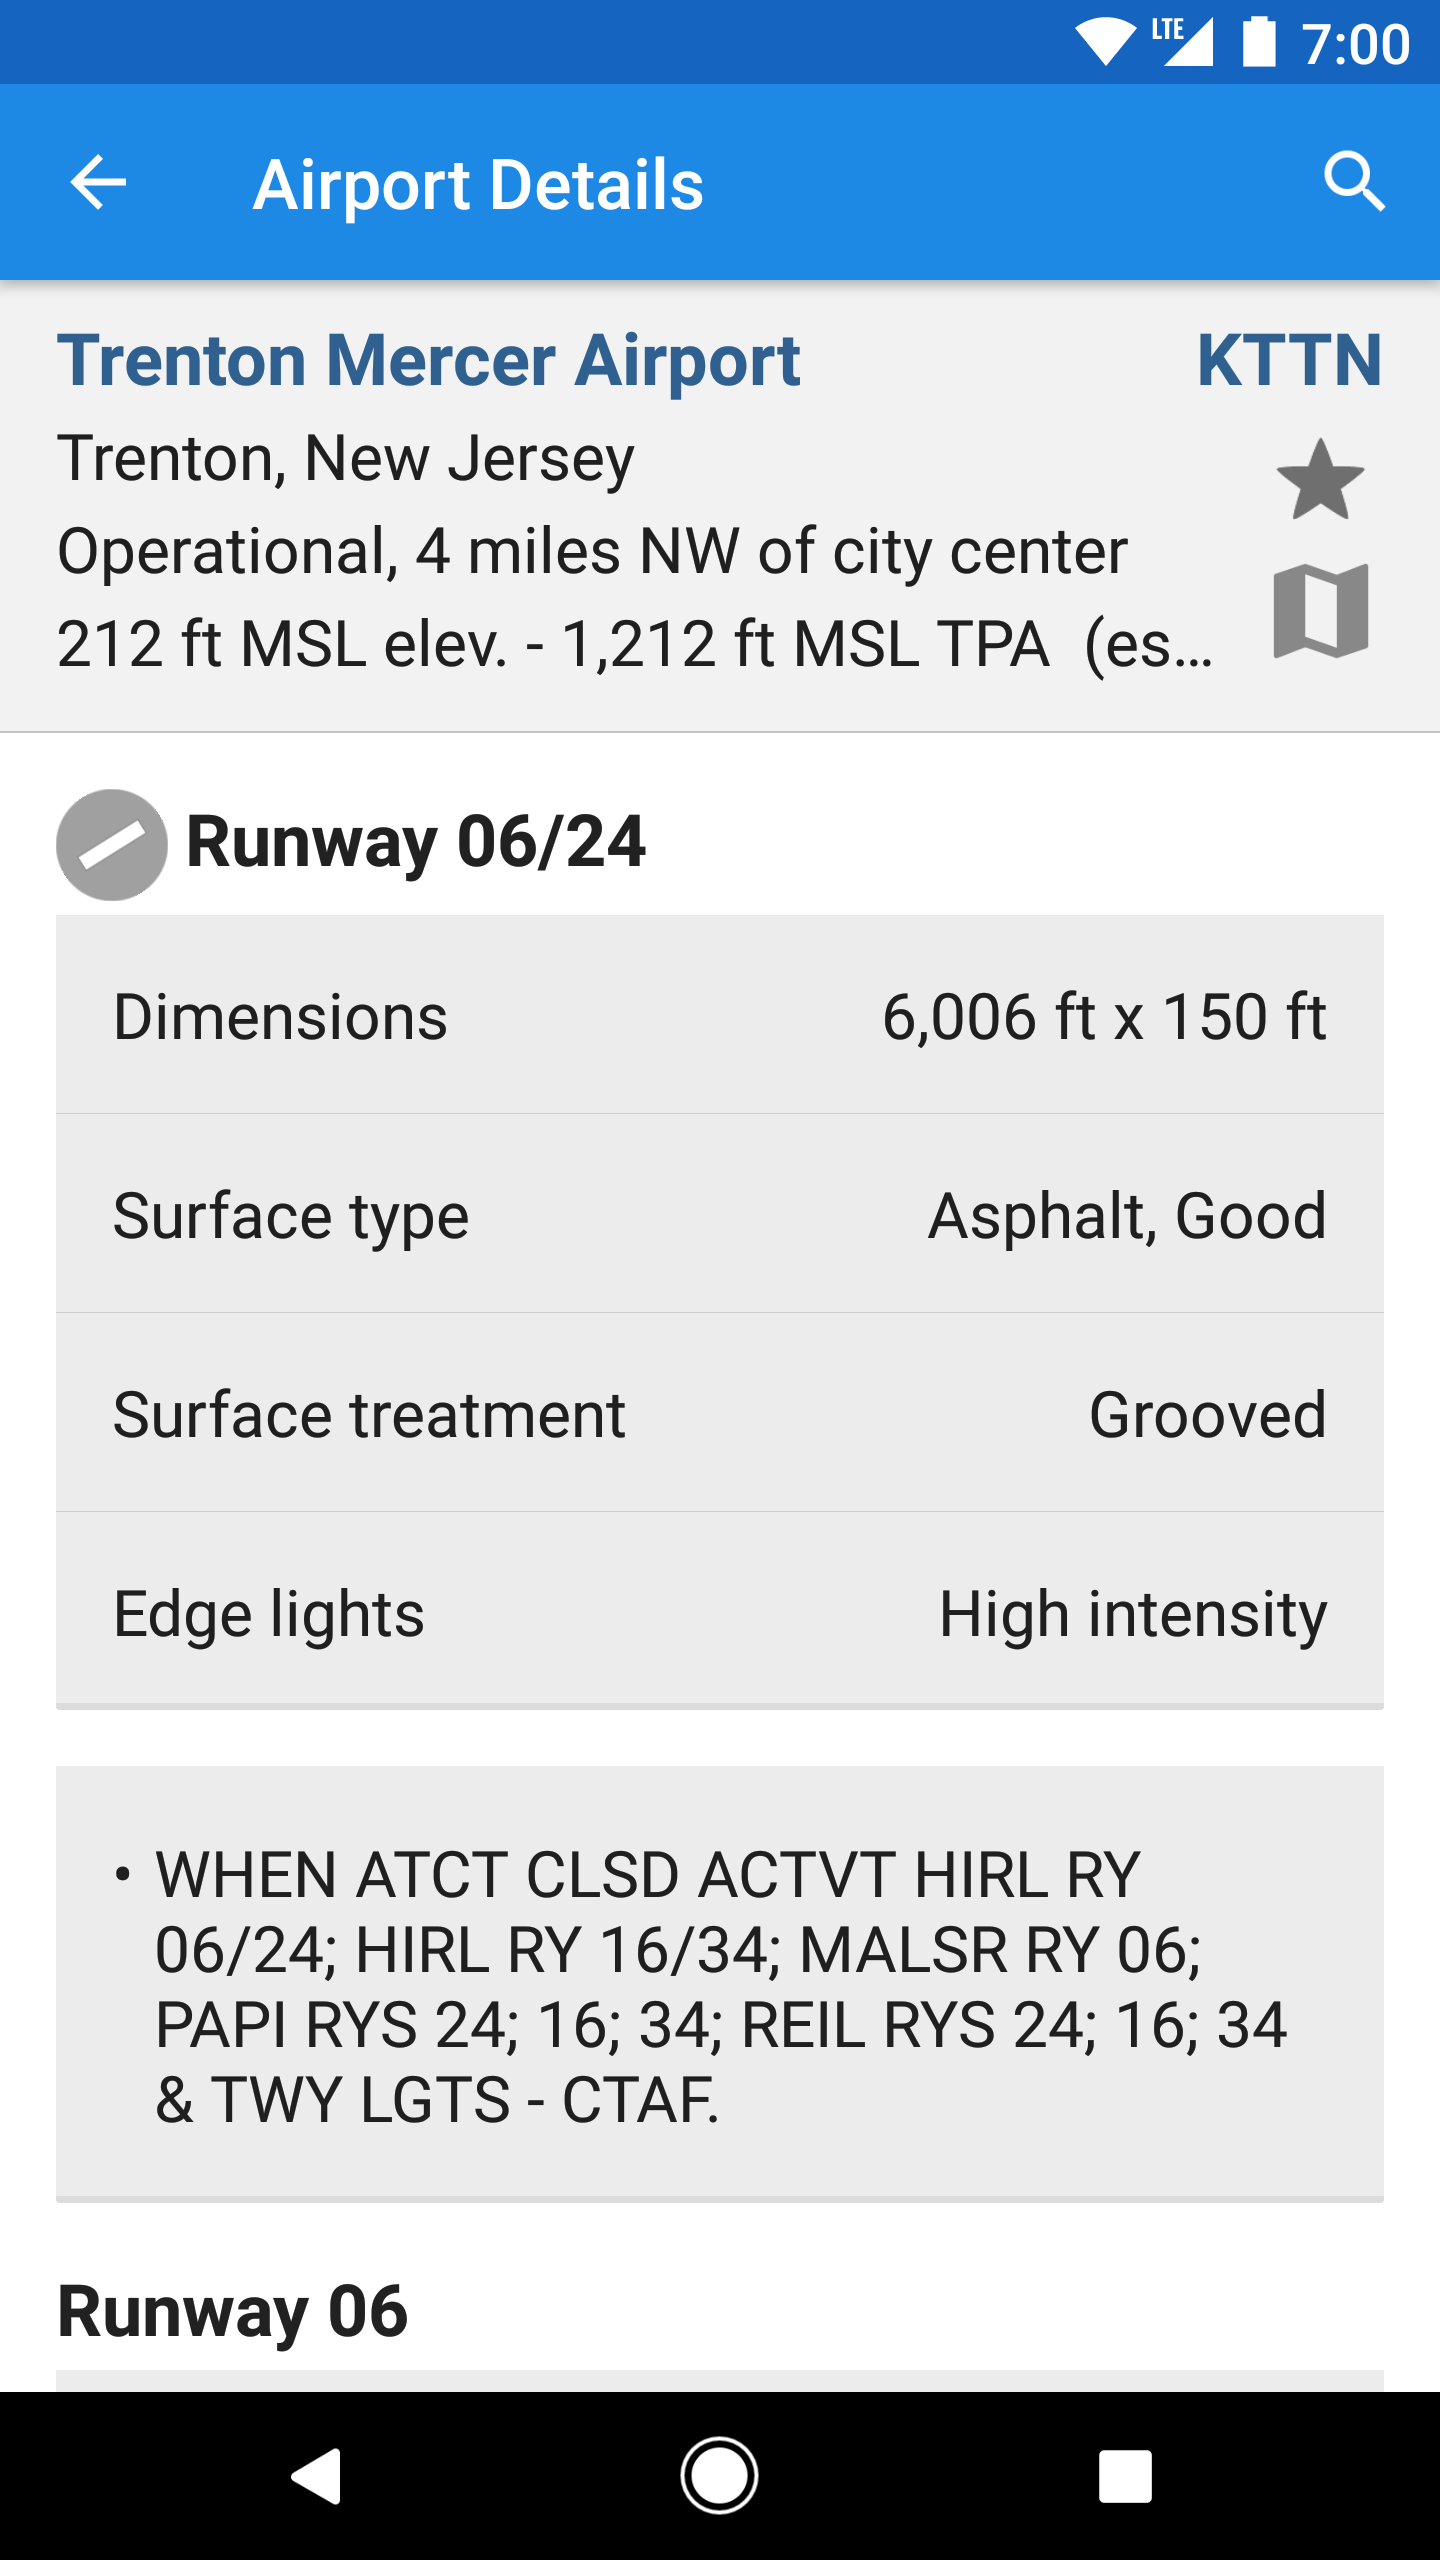 LTE 7:00
Airport Details
Trenton Mercer Airport KTTN
Trenton, New Jersey
Operational, 4 miles NW of city center
212 ft MSL elev. - 1,212 ft MSL TPA  (es…
Runway 06/24
Dimensions 6,006 ft x 150 ft
Surface type Asphalt, Good
Surface treatment Grooved
Edge lights High intensity
• WHEN ATCT CLSD ACTVT HIRL RY
06/24; HIRL RY 16/34; MALSR RY 06;
PAPI RYS 24; 16; 34; REIL RYS 24; 16; 34
& TWY LGTS - CTAF.
Runway 06